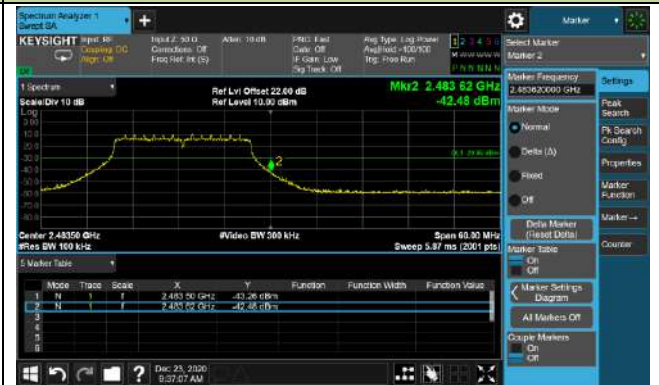 Spectrum Analyzer 1
Swept SA
KEYSIGHT
Input: RF
Coupling: DC
Align: Off
Input Z: 50 Ω
Corrections: Off
Freq Ref: Int (S)
Atten: 10 dB
PNO: Fast
Gate: Off
IF Gain: Low
Sig Track: Off
Avg Type: Log-Power
Avg|Hold:>100/100
Trig: Free Run
1 2 3 4 5 6
M W W W W W
P N N N N N
1 Spectrum
Scale/Div 10 dB
Ref Lvl Offset 22.00 dB
Ref Level 10.00 dBm
Mkr2 2.483 62 GHz
-42.48 dBm
Log
2
Center 2.48350 GHz
#Res BW 100 kHz
#Video BW 300 kHz
Span 60.00 MHz
Sweep 5.87 ms (2001 pts)
5 Marker Table
Mode Trace Scale X Y Function Function Width Function Value
1 N 1 f 2.483 50 GHz -43.26 dBm
2 N 1 f 2.483 62 GHz -42.48 dBm
3
4
5
6
Dec 23, 2020
9:37:07 AM
Marker
Select Marker
Marker 2
Marker Frequency
2.483620000 GHz
Marker Mode
Normal
Delta (Δ)
Fixed
Off
Delta Marker
(Reset Delta)
Marker Table
On
Off
Marker Settings
Diagram
All Markers Off
Couple Markers
On
Off
Settings
Peak
Search
Pk Search
Config
Properties
Marker
Function
Marker→
Counter